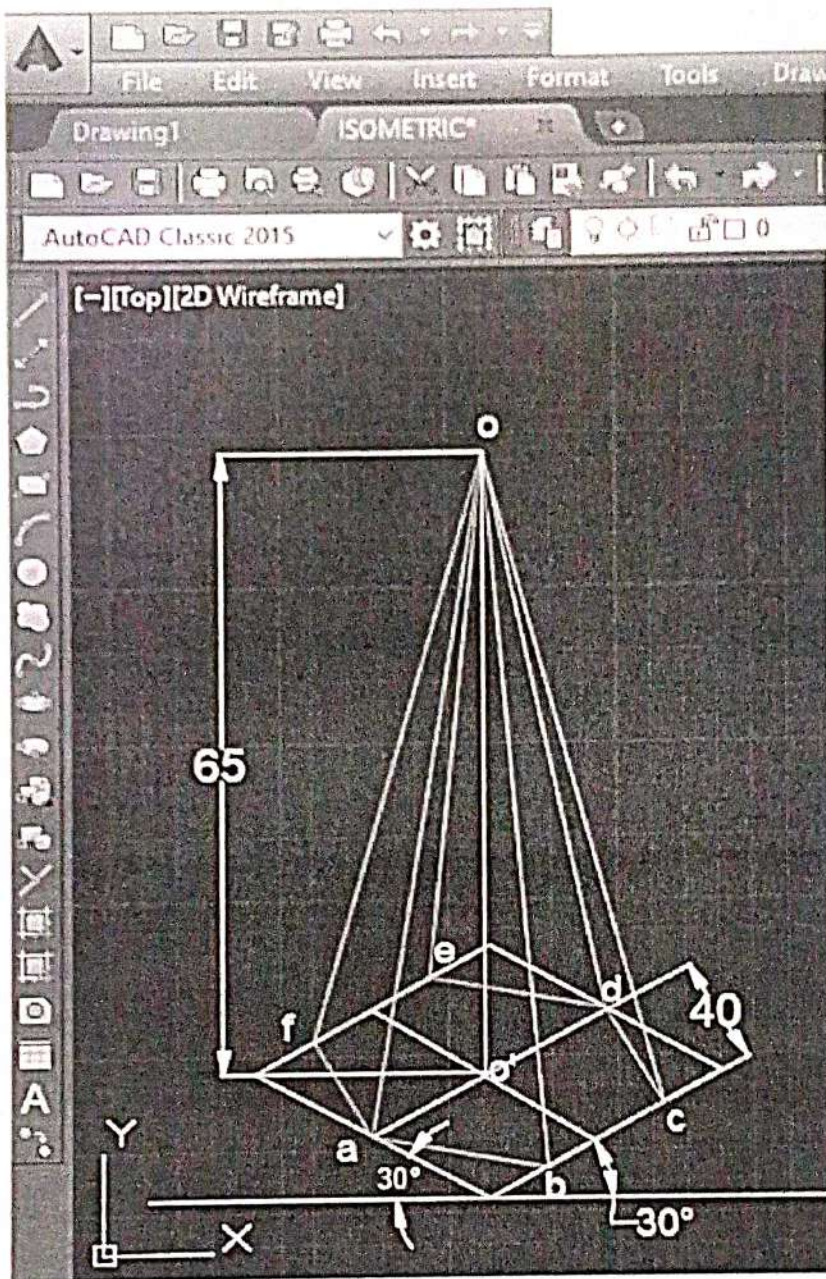 File Edit View Insert Format Tools Draw
Drawing1 ISOMETRIC*
AutoCAD Classic 2015 0
[−][Top][2D Wireframe]
o
65
e
d
40
f
o'
c
a
30°
b
30°
Y
X
A